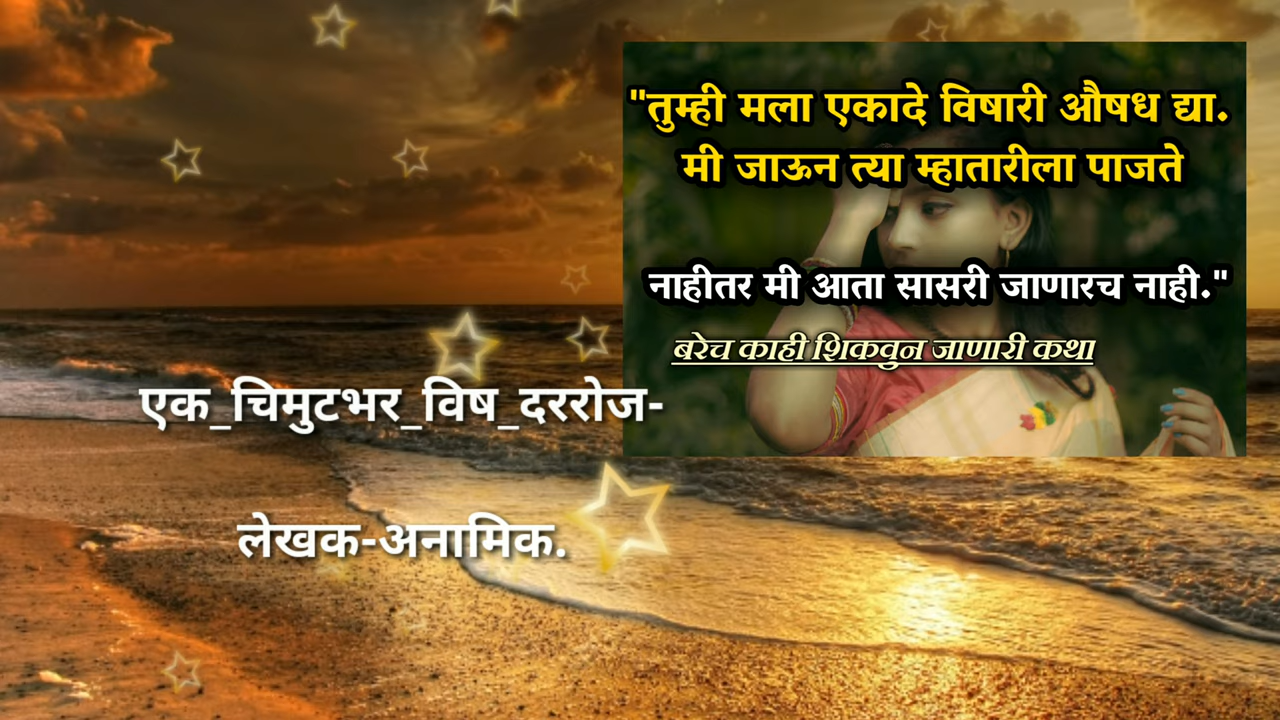 "तुम्ही मला एकादे विषारी औषध द्या.
मी जाऊन त्या म्हातारीला पाजते
नाहीतर मी आता सासरी जाणारच नाही."
बरेच काही शिकवुन जाणारी कथा
एक_चिमुटभर_विष_दररोज-
लेखक-अनामिक.